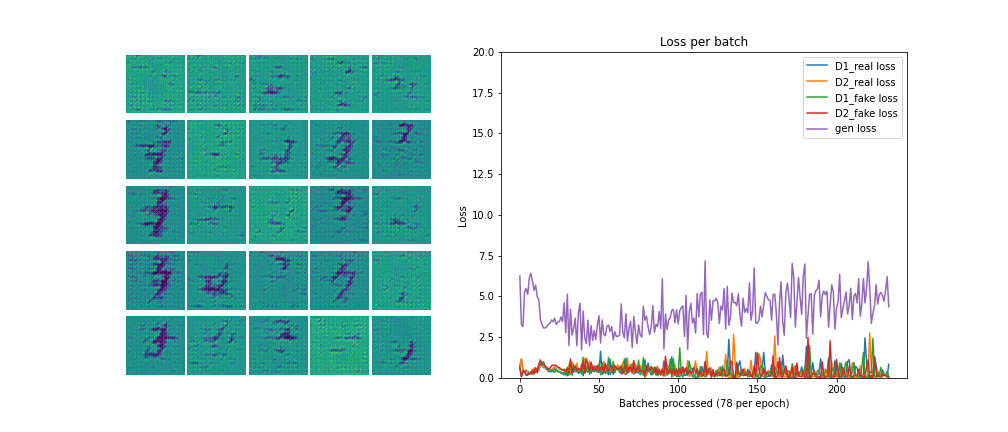 Loss per batch
20.0
17.5
15.0
12.5
10.0
7.5
5.0
2.5
0.0
Loss
D1_real loss
D2_real loss
D1_fake loss
D2_fake loss
gen loss
0 50 100 150 200
Batches processed (78 per epoch)